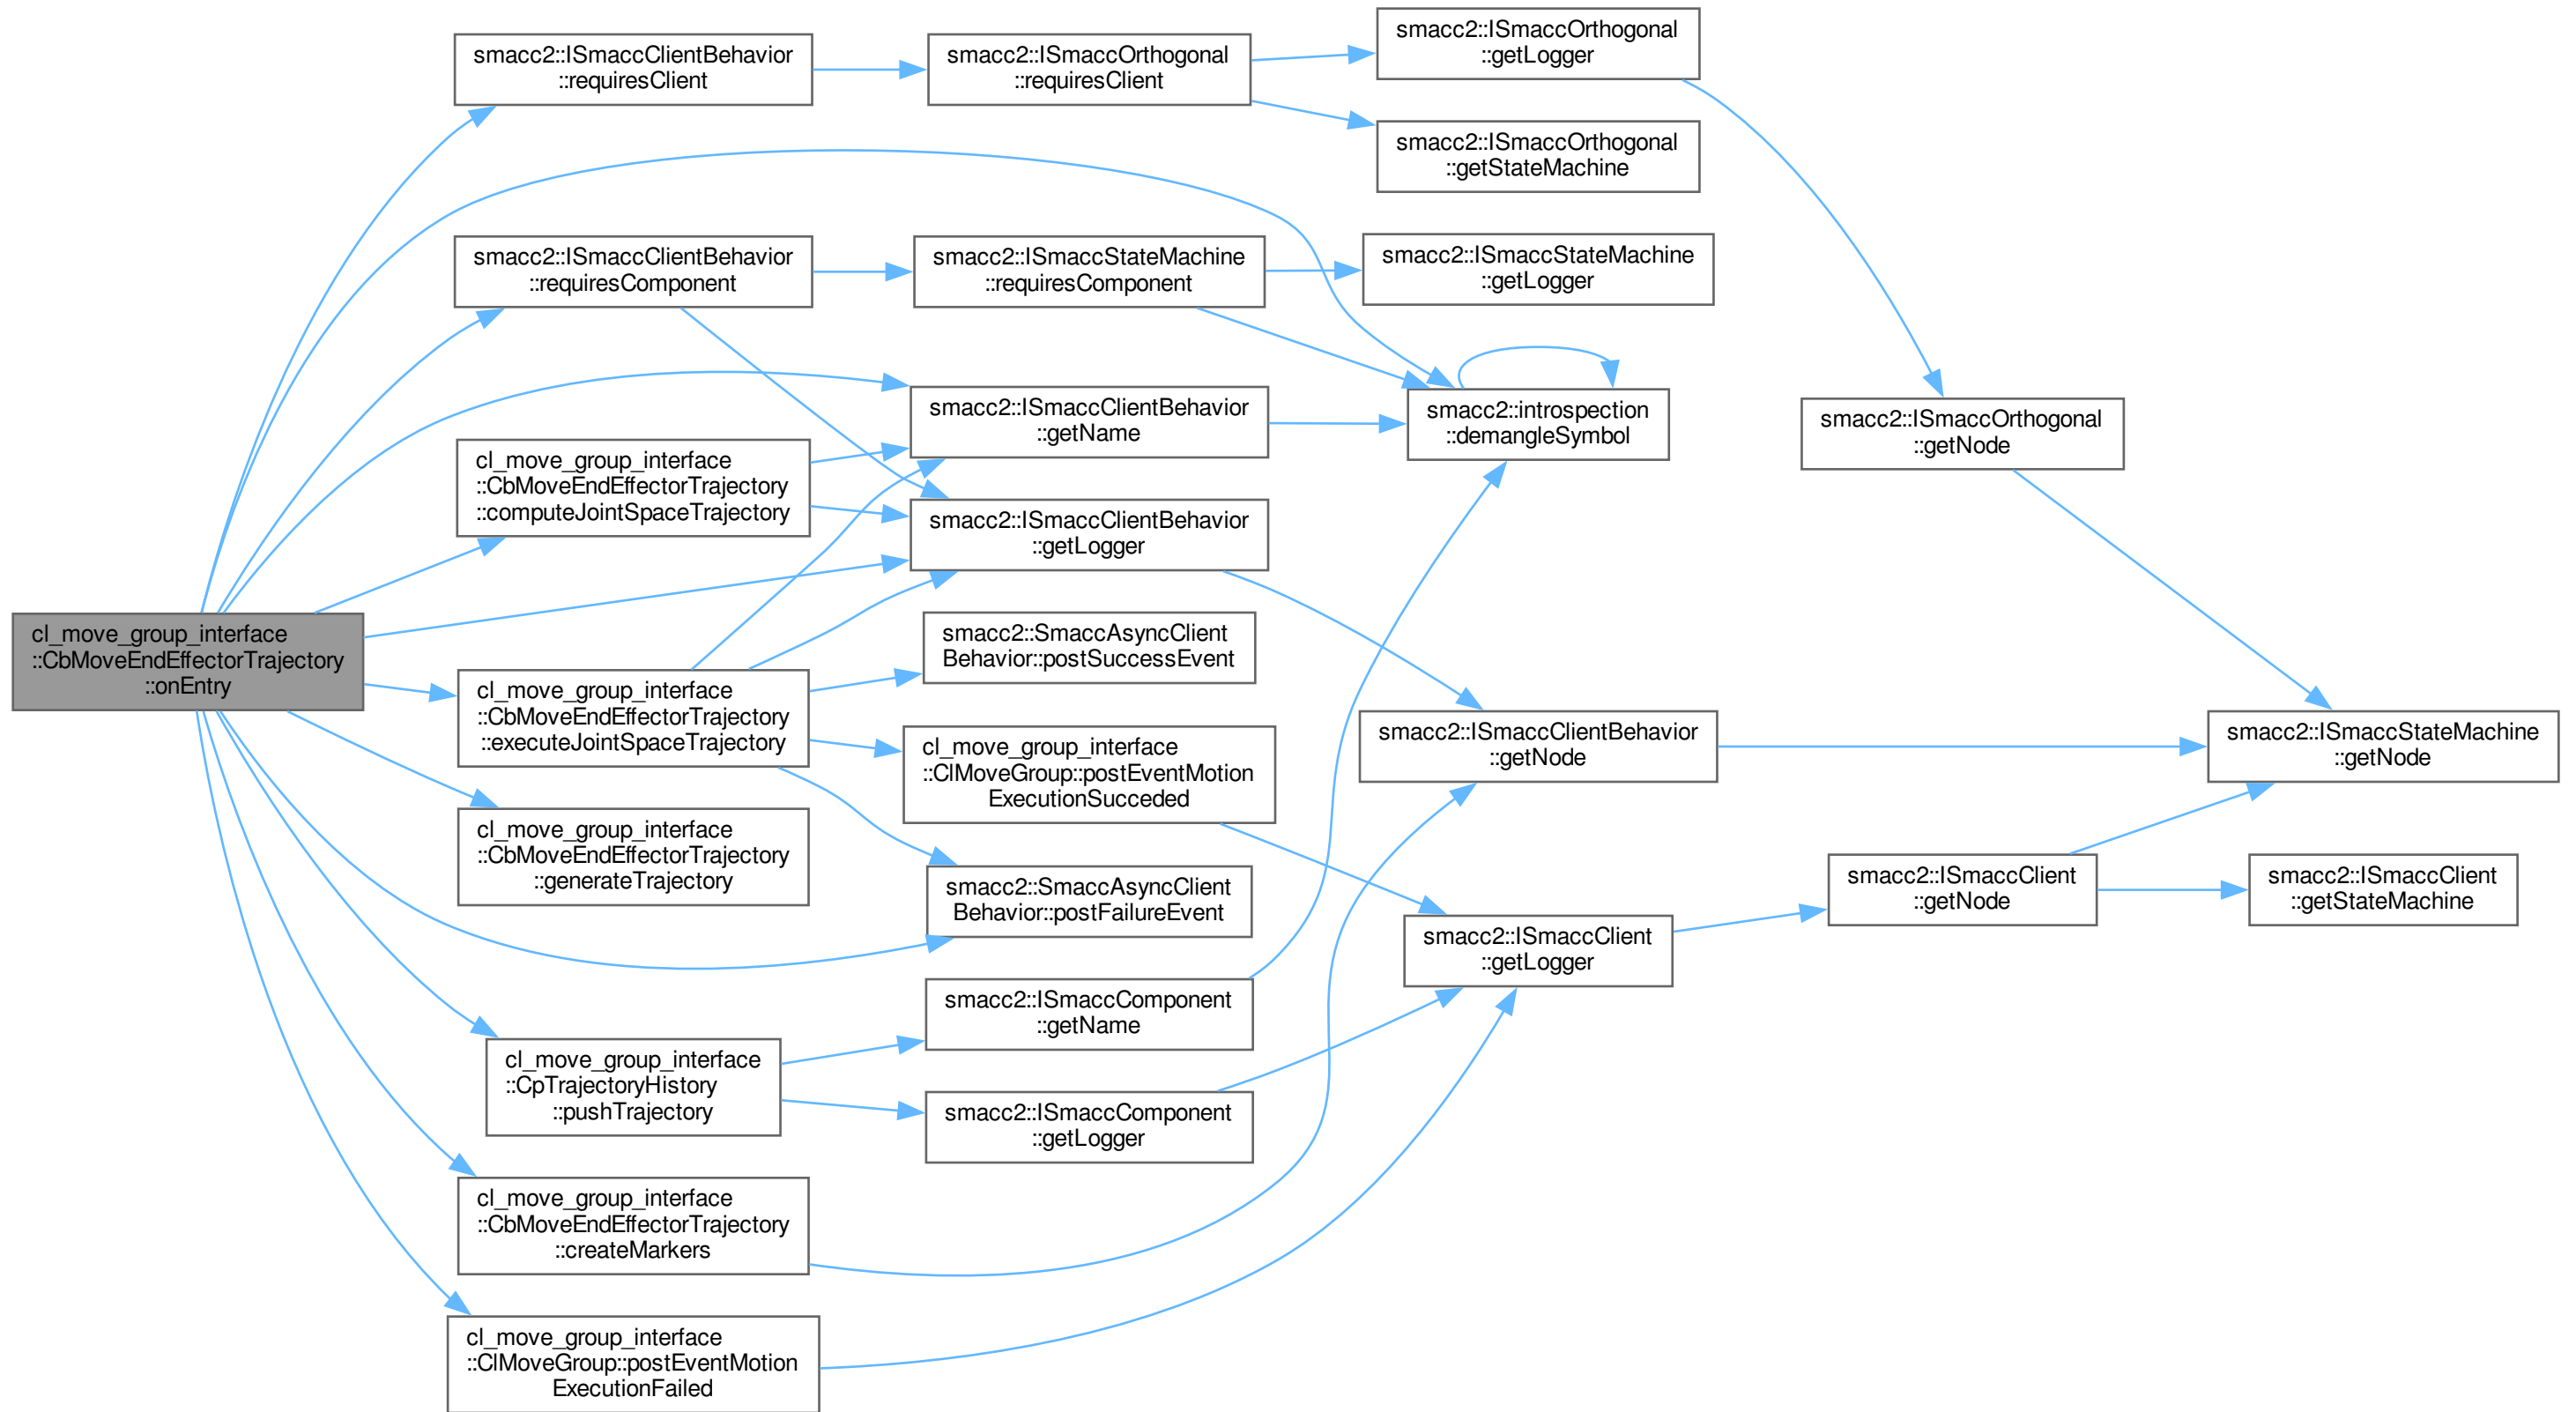 smacc2::ISmaccClientBehavior
::requiresClient
smacc2::ISmaccOrthogonal
::requiresClient
smacc2::ISmaccOrthogonal
::getLogger
smacc2::ISmaccOrthogonal
::getStateMachine
smacc2::ISmaccClientBehavior
::requiresComponent
smacc2::ISmaccStateMachine
::requiresComponent
smacc2::ISmaccStateMachine
::getLogger
smacc2::ISmaccClientBehavior
::getName
smacc2::introspection
::demangleSymbol
smacc2::ISmaccOrthogonal
::getNode
cl_move_group_interface
::CbMoveEndEffectorTrajectory
::computeJointSpaceTrajectory
smacc2::ISmaccClientBehavior
::getLogger
cl_move_group_interface
::CbMoveEndEffectorTrajectory
::onEntry
smacc2::SmaccAsyncClient
Behavior::postSuccessEvent
cl_move_group_interface
::CbMoveEndEffectorTrajectory
::executeJointSpaceTrajectory
cl_move_group_interface
::ClMoveGroup::postEventMotion
ExecutionSucceded
smacc2::ISmaccClientBehavior
::getNode
smacc2::ISmaccStateMachine
::getNode
cl_move_group_interface
::CbMoveEndEffectorTrajectory
::generateTrajectory
smacc2::SmaccAsyncClient
Behavior::postFailureEvent
smacc2::ISmaccClient
::getNode
smacc2::ISmaccClient
::getStateMachine
smacc2::ISmaccClient
::getLogger
smacc2::ISmaccComponent
::getName
cl_move_group_interface
::CpTrajectoryHistory
::pushTrajectory
smacc2::ISmaccComponent
::getLogger
cl_move_group_interface
::CbMoveEndEffectorTrajectory
::createMarkers
cl_move_group_interface
::ClMoveGroup::postEventMotion
ExecutionFailed